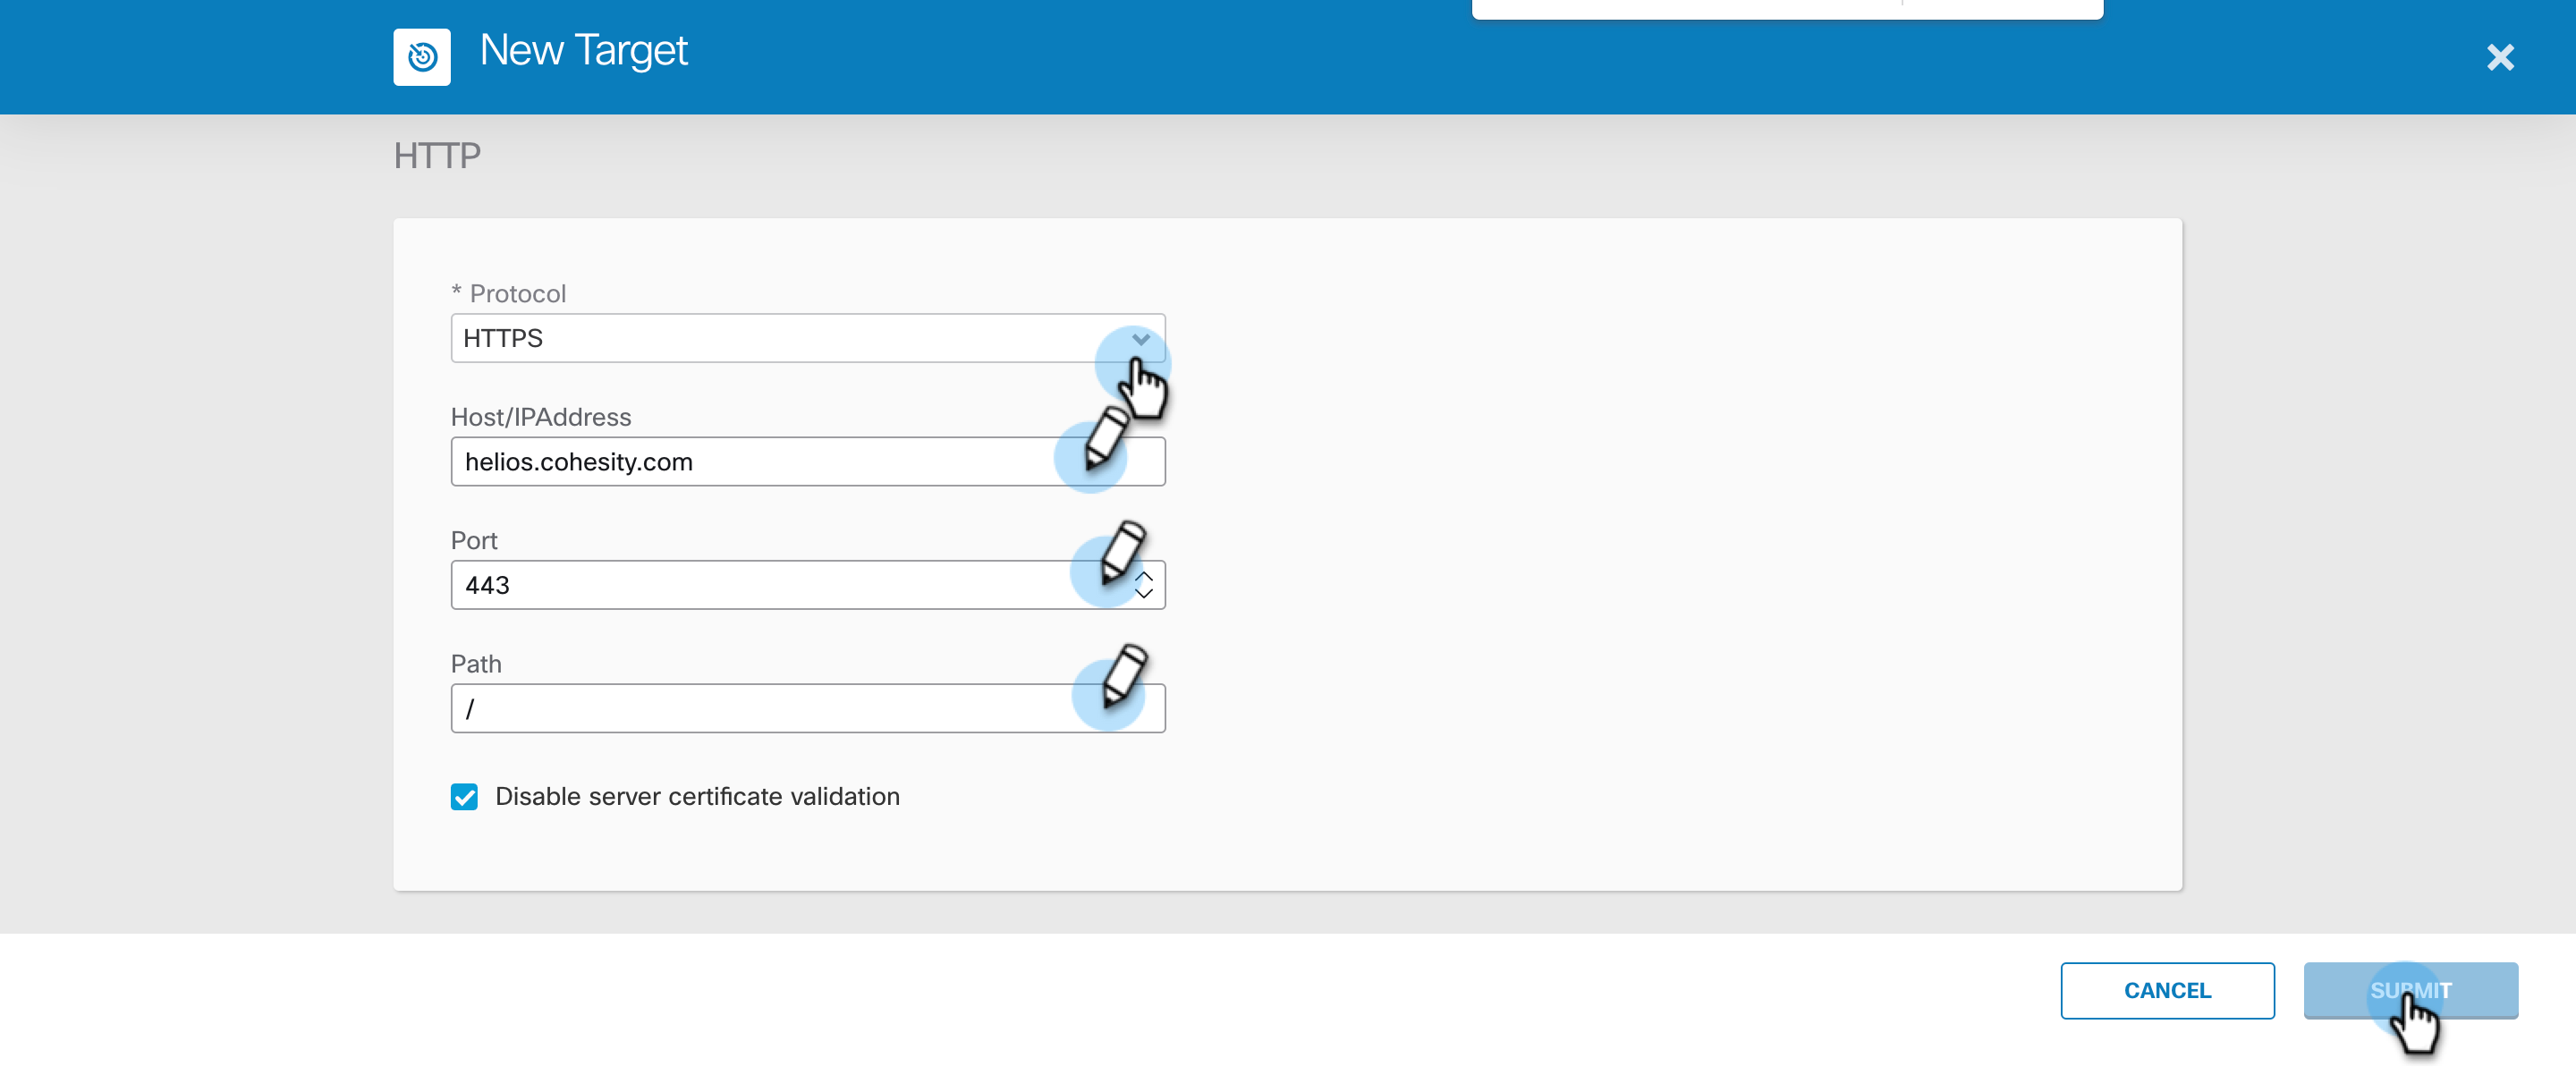 New Target
HTTP
* Protocol
HTTPS
Host/IPAddress
helios.cohesity.com
Port
443
Path
/
Disable server certificate validation
CANCEL
SUBMIT